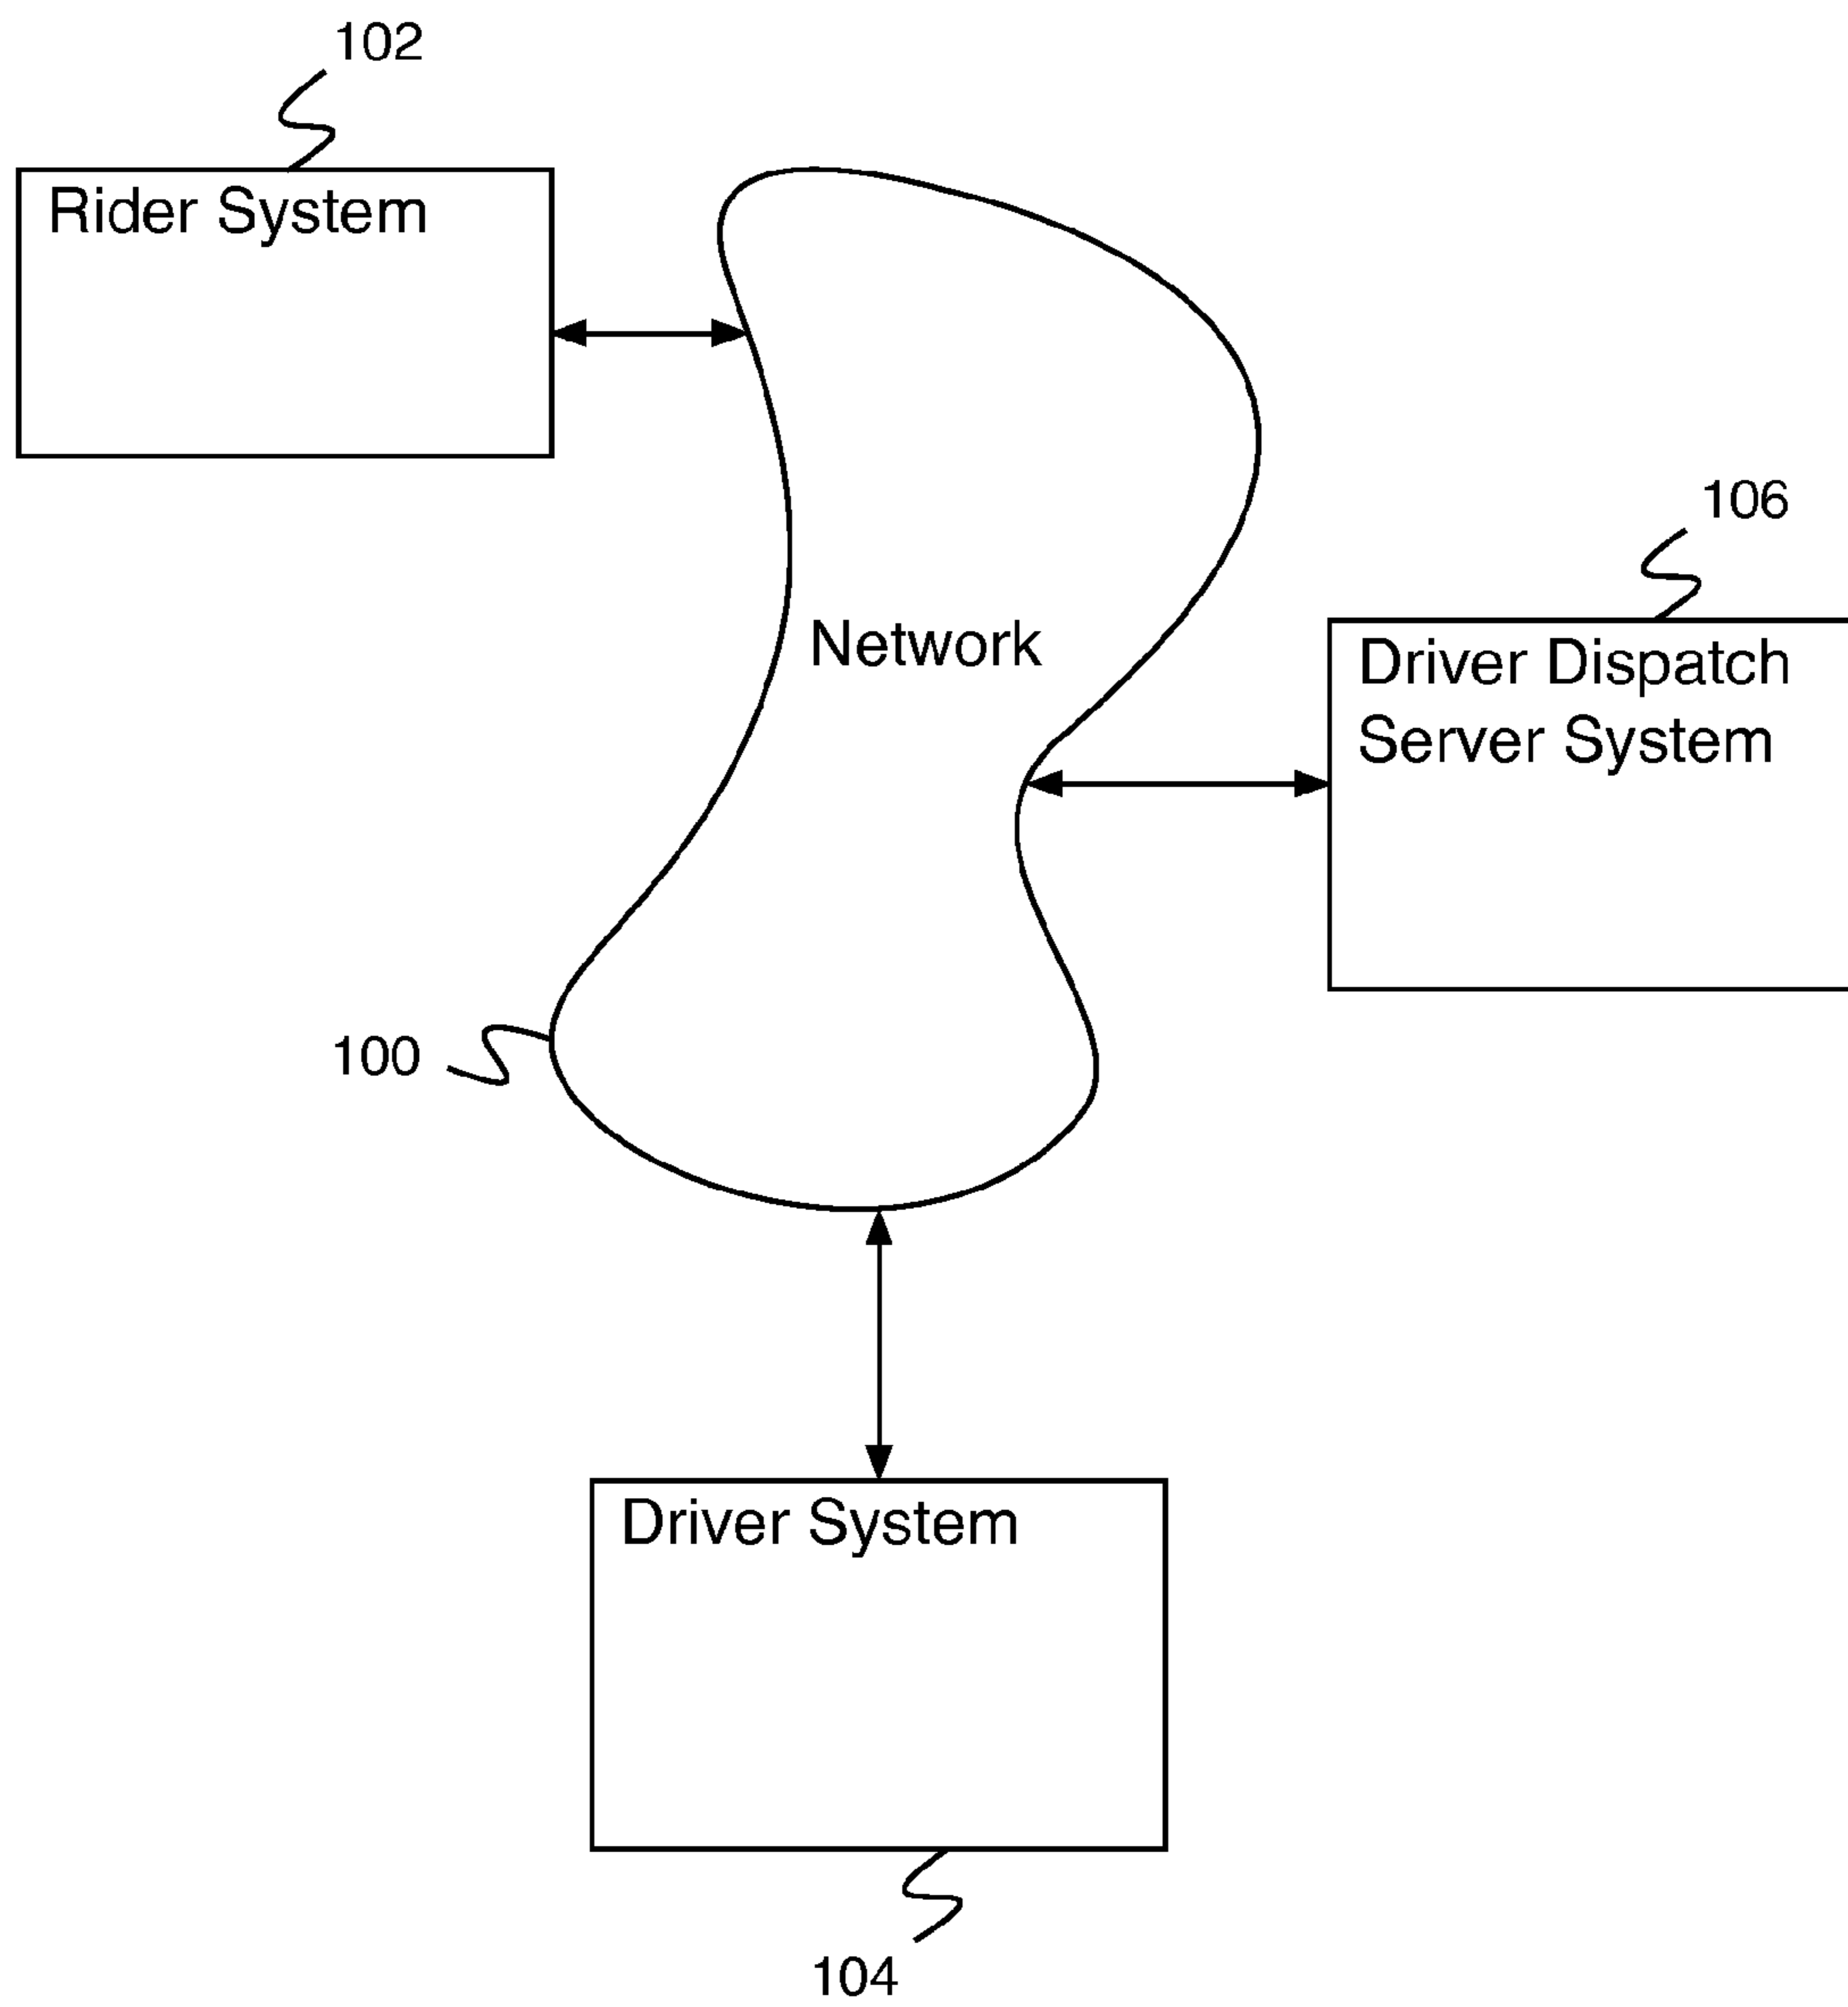 102
Rider System
106
Network
Driver Dispatch
Server System
100
Driver System
104